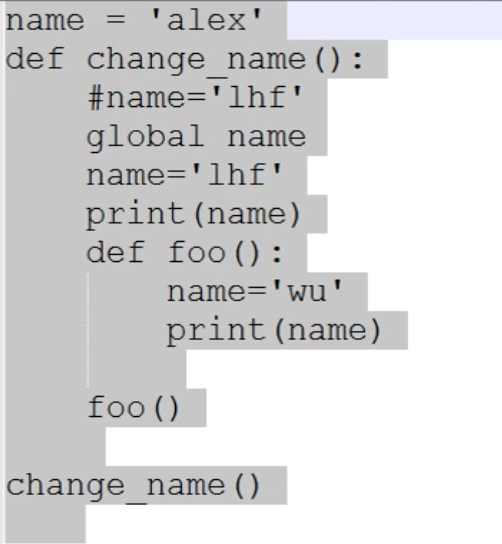 name = 'alex'
def change_name():
    #name='lhf'
    global name
    name='lhf'
    print(name)
    def foo():
        name='wu'
        print(name)
    foo()
change_name()